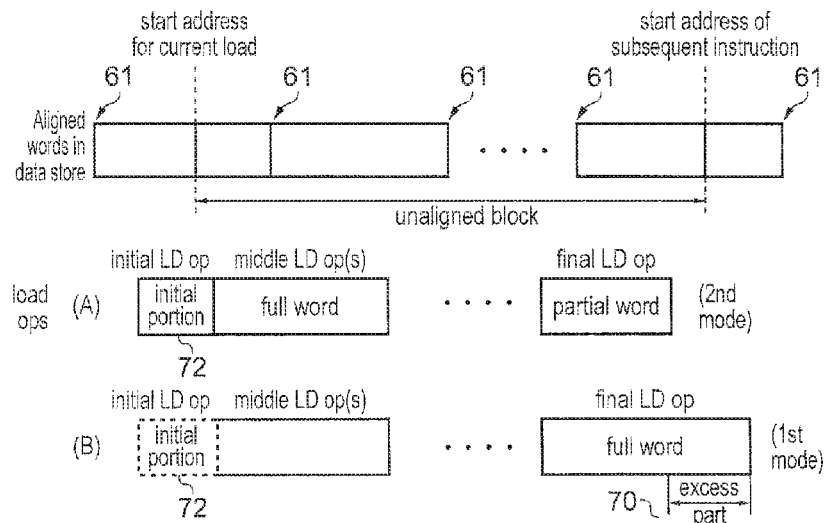 start address
for current load
start address of
subsequent instruction
61 61 61 61
Aligned
words in
data store
unaligned block
initial LD op middle LD op(s) final LD op
load
ops (A) initial
portion full word partial word (2nd
mode)
72
initial LD op middle LD op(s) final LD op
(B) initial
portion full word (1st
mode)
72 70 excess
part